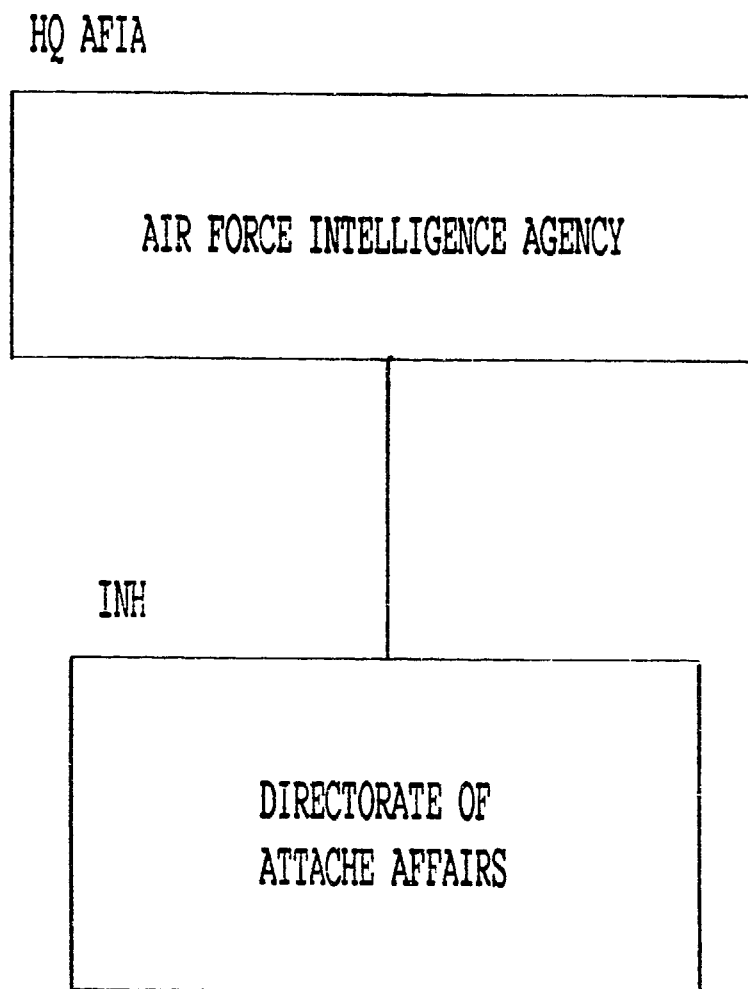 HQ AFIA
AIR FORCE INTELLIGENCE AGENCY
INH
DIRECTORATE OF
ATTACHE AFFAIRS